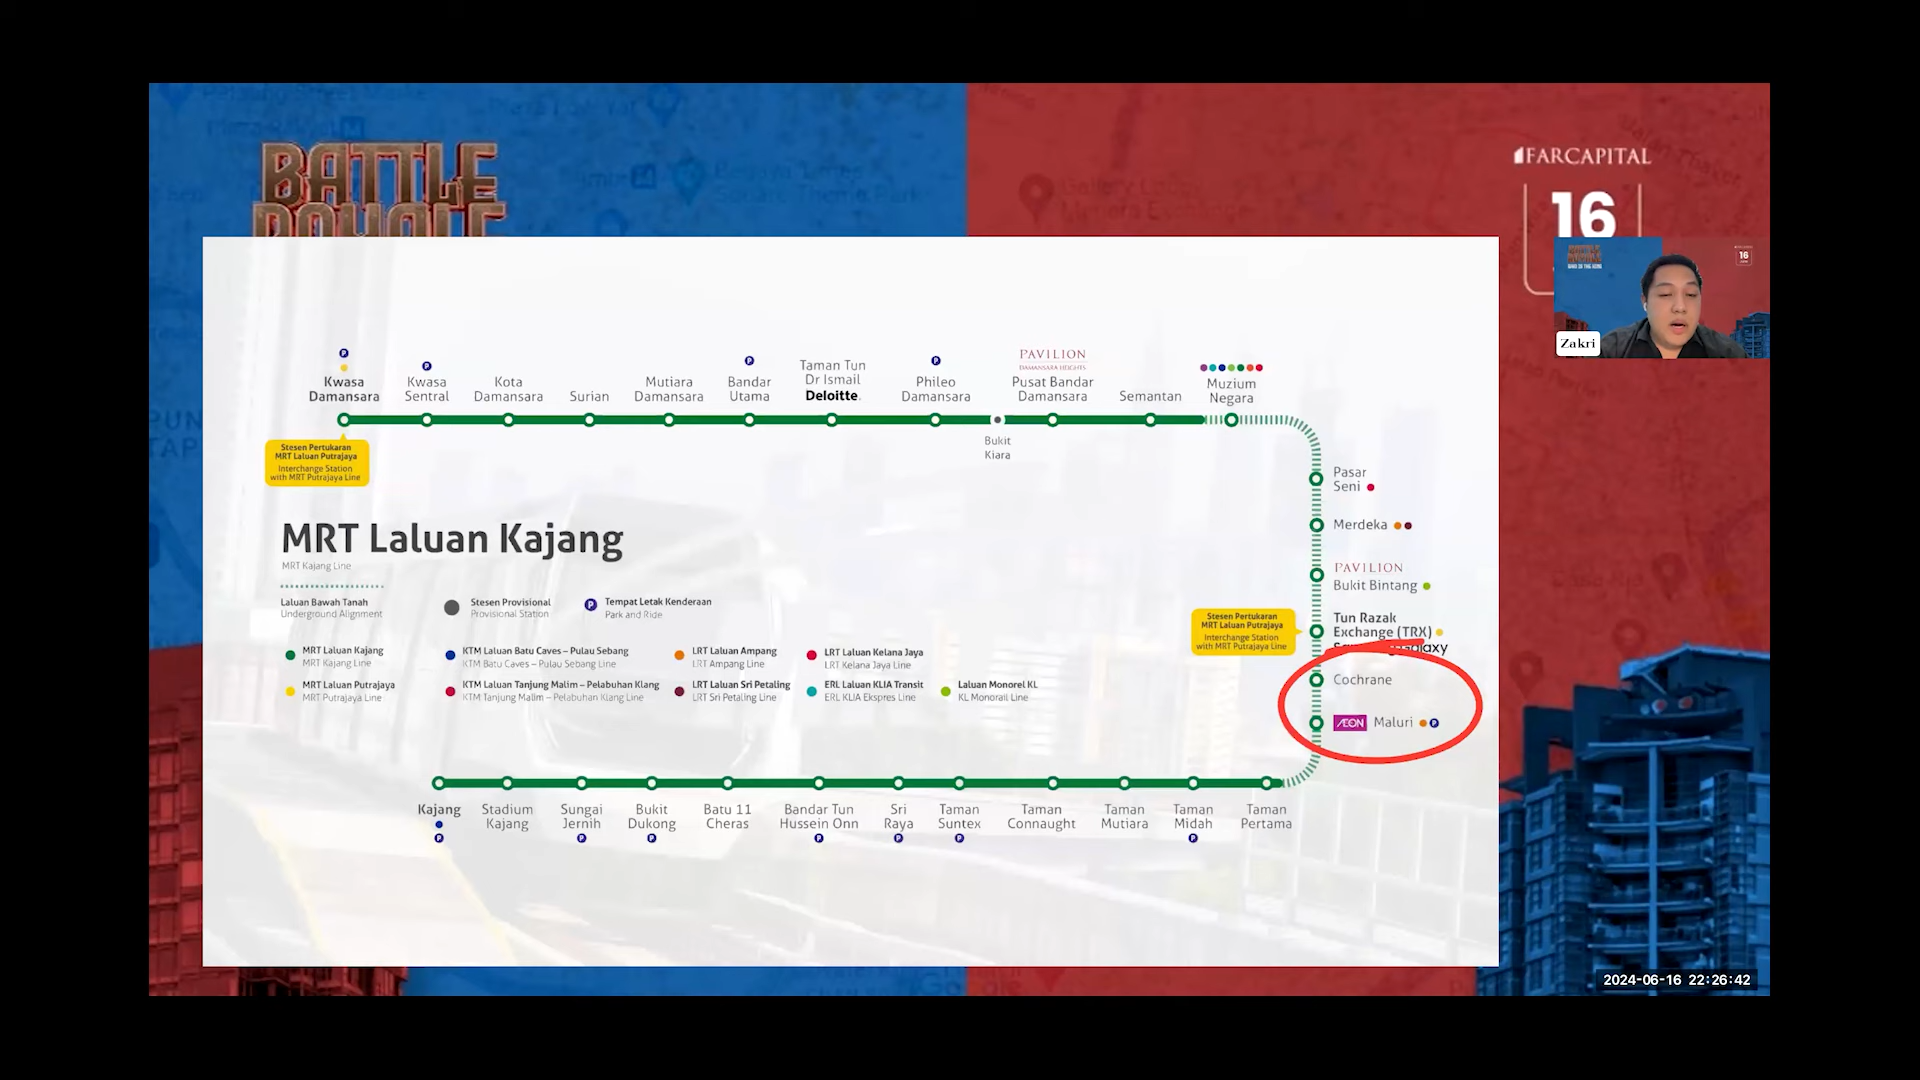 BATTLE
ROYALE
FARCAPITAL
16
BATTLE
ROYALE
16
Zakri
Kwasa
Damansara
Kwasa
Sentral
Kota
Damansara
Surian
Mutiara
Damansara
Bandar
Utama
Taman Tun
Dr Ismail
Deloitte.
Phileo
Damansara
PAVILION
DAMANSARA HEIGHTS
Pusat Bandar
Damansara
Semantan
Muzium
Negara
Bukit
Kiara
Stesen Pertukaran
MRT Laluan Putrajaya
Interchange Station
with MRT Putrajaya Line
Pasar
Seni
Merdeka
PAVILION
Bukit Bintang
Tun Razak
Exchange (TRX)
Stesen Pertukaran
MRT Laluan Putrajaya
Interchange Station
with MRT Putrajaya Line
Cochrane
ÆON Maluri
MRT Laluan Kajang
MRT Kajang Line
Laluan Bawah Tanah
Underground Alignment
Stesen Provisional
Provisional Station
P
Tempat Letak Kenderaan
Park and Ride
MRT Laluan Kajang
MRT Kajang Line
KTM Laluan Batu Caves – Pulau Sebang
KTM Batu Caves – Pulau Sebang Line
LRT Laluan Ampang
LRT Ampang Line
LRT Laluan Kelana Jaya
LRT Kelana Jaya Line
MRT Laluan Putrajaya
MRT Putrajaya Line
KTM Laluan Tanjung Malim – Pelabuhan Klang
KTM Tanjung Malim – Pelabuhan Klang Line
LRT Laluan Sri Petaling
LRT Sri Petaling Line
ERL Laluan KLIA Transit
ERL KLIA Ekspres Line
Laluan Monorel KL
KL Monorail Line
Kajang
Stadium
Kajang
Sungai
Jernih
Bukit
Dukong
Batu 11
Cheras
Bandar Tun
Hussein Onn
Sri
Raya
Taman
Suntex
Taman
Connaught
Taman
Mutiara
Taman
Midah
Taman
Pertama
2024-06-16 22:26:42